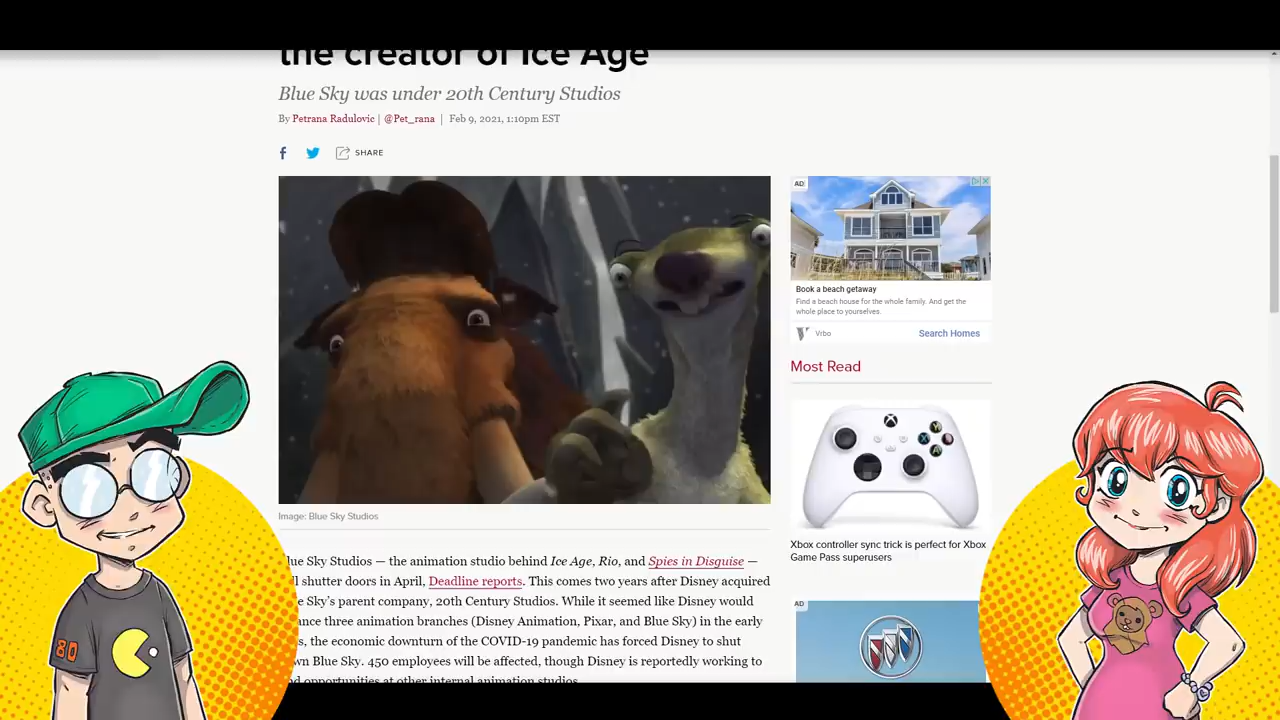 the creator of Ice Age
Blue Sky was under 20th Century Studios
By Petrana Radulovic | @Pet_rana | Feb 9, 2021, 1:10pm EST
SHARE
AD
Book a beach getaway
Find a beach house for the whole family. And get the
whole place to yourselves.
Vrbo
Search Homes
Most Read
Y
X
B
A
Xbox controller sync trick is perfect for Xbox
Game Pass superusers
AD
Image: Blue Sky Studios
lue Sky Studios — the animation studio behind Ice Age, Rio, and Spies in Disguise —
l shutter doors in April, Deadline reports. This comes two years after Disney acquired
e Sky's parent company, 20th Century Studios. While it seemed like Disney would
nce three animation branches (Disney Animation, Pixar, and Blue Sky) in the early
s, the economic downturn of the COVID-19 pandemic has forced Disney to shut
wn Blue Sky. 450 employees will be affected, though Disney is reportedly working to
d opportunities at other internal animation studios.
80